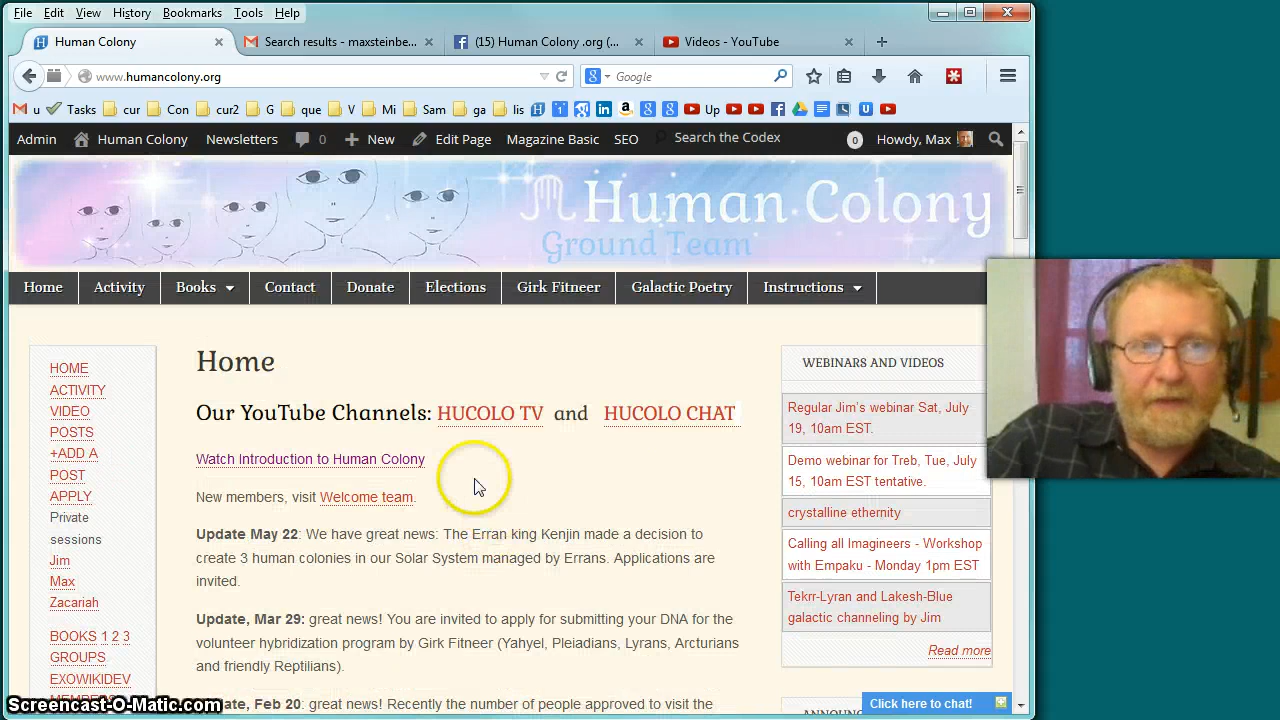 File Edit View History Bookmarks Tools Help
Human Colony
Search results - maxsteinbe...
(15) Human Colony .org (...
Videos - YouTube
www.humancolony.org
Google
u Tasks cur Con cur2 G que V Mi Sam ga lis Up
Admin Human Colony Newsletters 0 New Edit Page Magazine Basic SEO Search the Codex 0 Howdy, Max
Human Colony
Ground Team
Home Activity Books Contact Donate Elections Girk Fitneer Galactic Poetry Instructions
HOME
ACTIVITY
VIDEO
POSTS
+ADD A
POST
APPLY
Private
sessions
Jim
Max
Zacariah
BOOKS 1 2 3
GROUPS
EXOWIKIDEV
Home
Our YouTube Channels: HUCOLO TV and HUCOLO CHAT
Watch Introduction to Human Colony
New members, visit Welcome team.
Update May 22: We have great news: The Erran king Kenjin made a decision to
create 3 human colonies in our Solar System managed by Errans. Applications are
invited.
Update, Mar 29: great news! You are invited to apply for submitting your DNA for the
volunteer hybridization program by Girk Fitneer (Yahyel, Pleiadians, Lyrans, Arcturians
and friendly Reptilians).
Feb 20: great news! Recently the number of people approved to visit the
WEBINARS AND VIDEOS
Regular Jim's webinar Sat, July
19, 10am EST.
Demo webinar for Treb, Tue, July
15, 10am EST tentative.
crystalline ethernity
Calling all Imagineers - Workshop
with Empaku - Monday 1pm EST
Tekrr-Lyran and Lakesh-Blue
galactic channeling by Jim
Read more
Click here to chat!
Screencast-O-Matic.com